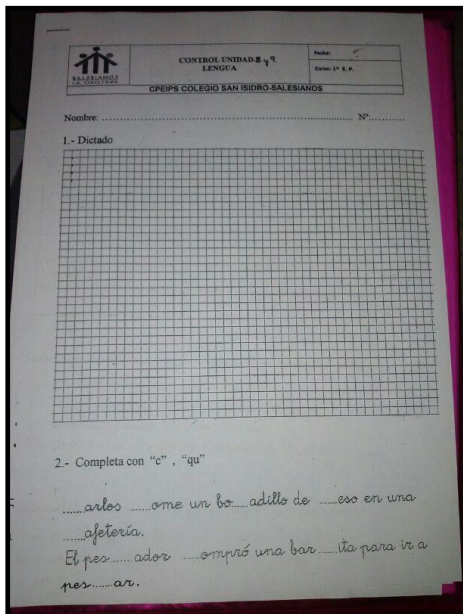 SALESIANOS
LA OROTAVA
CONTROL UNIDAD 8 y 9.
LENGUA
Fecha:
Curso: 1º E. P.
CPEIPS COLEGIO SAN ISIDRO-SALESIANOS
Nombre: ........................................................................ Nº..........
1.- Dictado
2.- Completa con “c” , “qu”
......arlos ......ome un bo......adillo de ......eso en una
......afetería.
El pes......ador ......ompró una bar......ita para ir a
pes......ar.